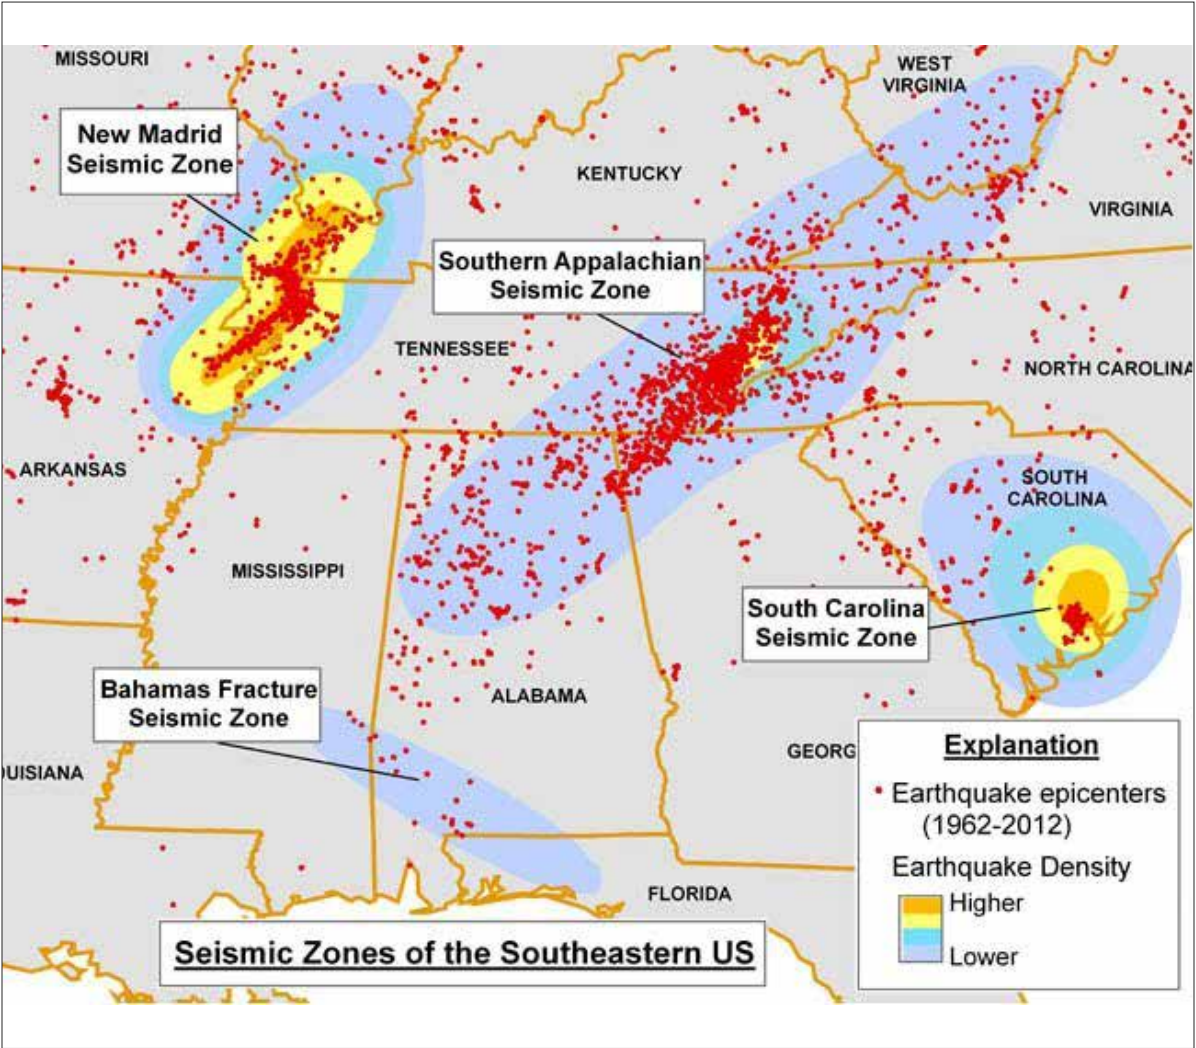 MISSOURI
WEST
VIRGINIA
New Madrid
Seismic Zone
KENTUCKY
VIRGINIA
Southern Appalachian
Seismic Zone
TENNESSEE
NORTH CAROLINA
ARKANSAS
SOUTH
CAROLINA
MISSISSIPPI
South Carolina
Seismic Zone
Bahamas Fracture
Seismic Zone
ALABAMA
GEORG
OUISIANA
Explanation
Earthquake epicenters
(1962-2012)
Earthquake Density
Higher
Lower
FLORIDA
Seismic Zones of the Southeastern US